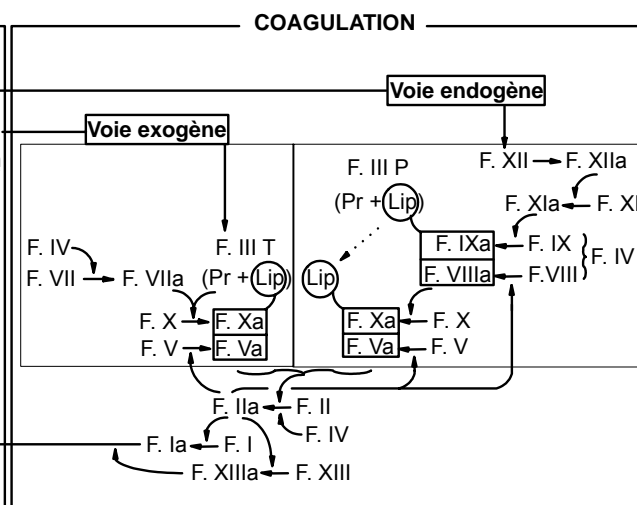 COAGULATION
Voie endogène
Voie exogène
F. XII F. XIIa
F. III P
(Pr + Lip)
F. XIa F. XI
F. IV F. III T
F. IXa F. IX F. IV
F. VII F. VIIa (Pr + Lip) Lip F. VIIIa F.VIII
F. X F. Xa F. Xa F. X
F. V F. Va F. Va F. V
F. IIa F. II
F. IV
F. Ia F. I
F. XIIIa F. XIII